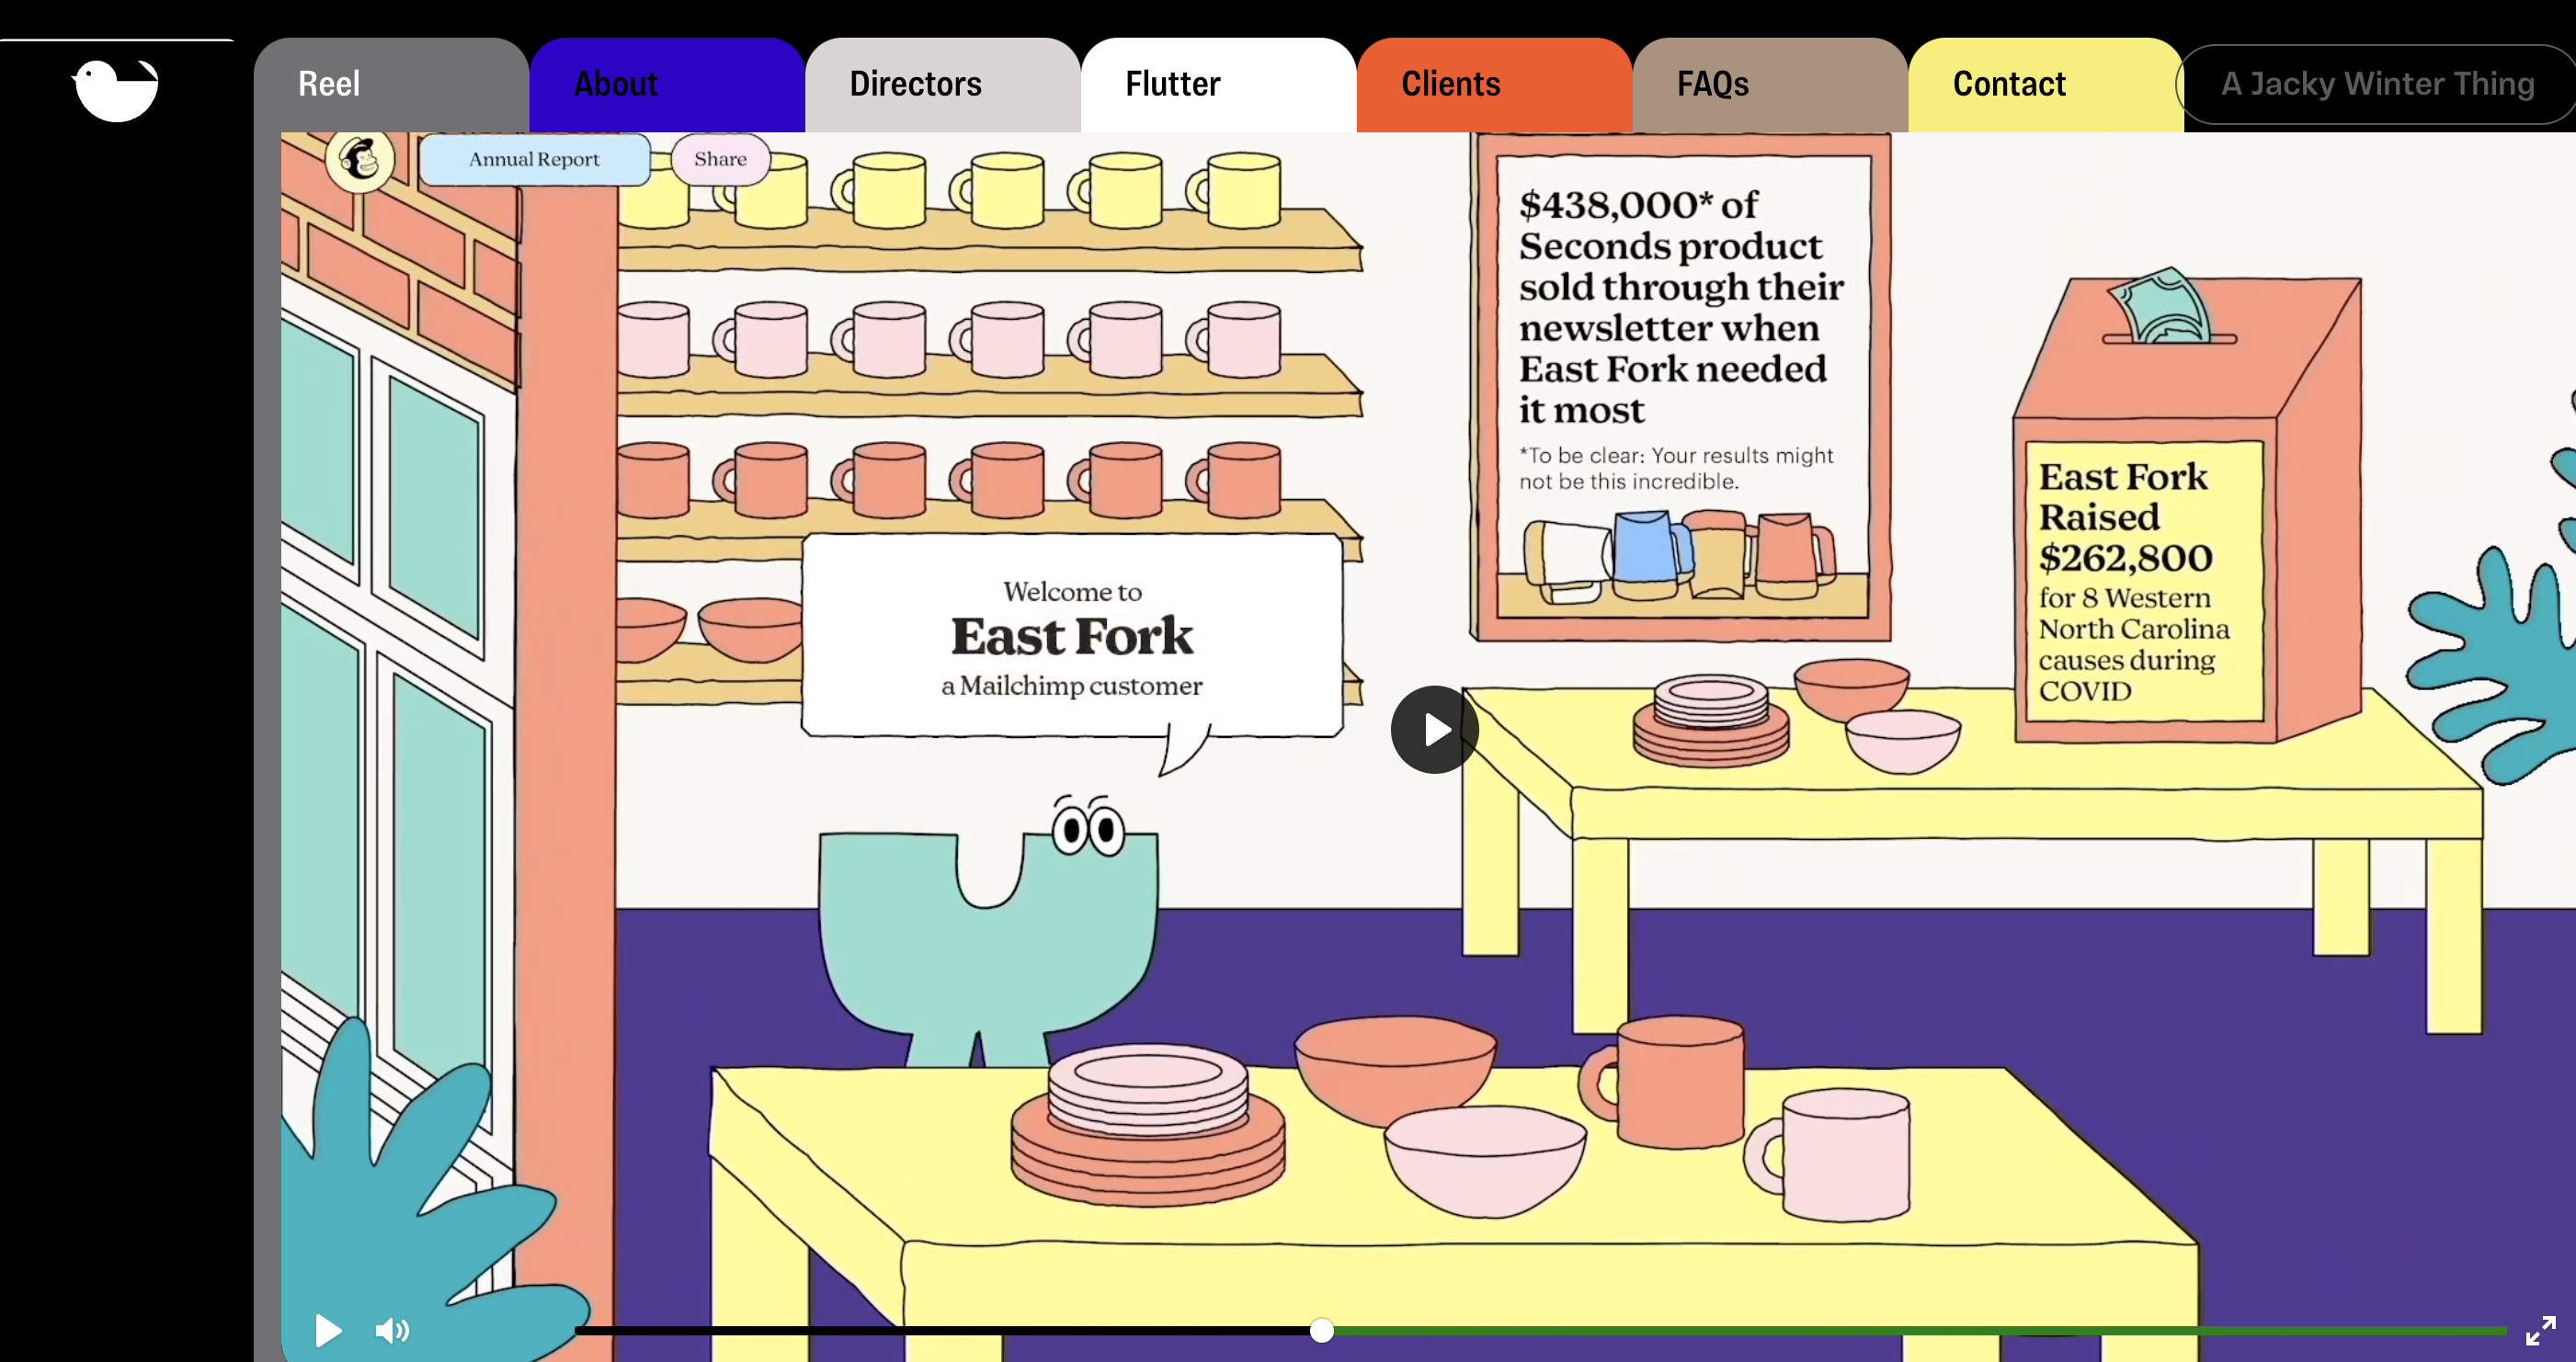 Reel
About
Directors
Flutter
Clients
FAQs
Contact
A Jacky Winter Thing
Annual Report
Share
$438,000* of
Seconds product
sold through their
newsletter when
East Fork needed
it most
*To be clear: Your results might
not be this incredible.
East Fork
Raised
$262,800
for 8 Western
North Carolina
causes during
COVID
Welcome to
East Fork
a Mailchimp customer